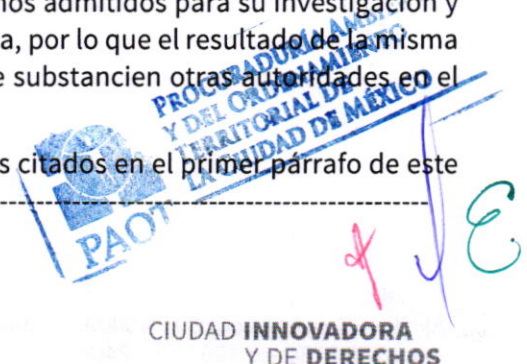 nos admitidos para su investigación y
a, por lo que el resultado de la misma
e substancien otras autoridades en el
PROCURADURÍA AMBI
Y DEL ORDENAMIENTO
TERRITORIAL DE
LA CIUDAD DE MÉXICO
PAOT
s citados en el primer párrafo de este
CIUDAD INNOVADORA
Y DE DERECHOS